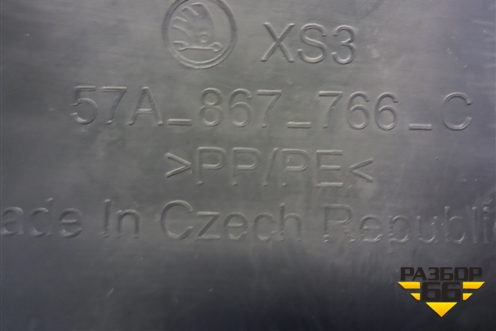 XS3
57A_867_766_C
>PP/PE<
ade In Czech Republi
РАЗБОР
66